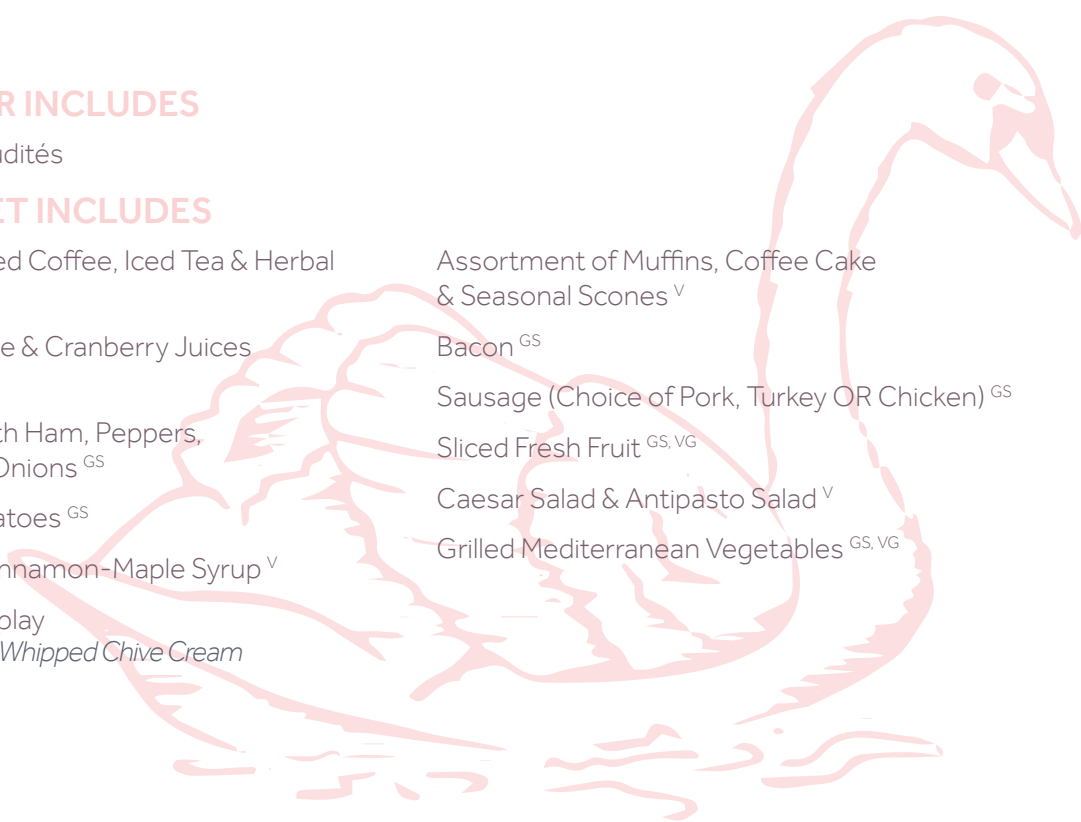 R INCLUDES
udités
ET INCLUDES
ed Coffee, Iced Tea & Herbal
e & Cranberry Juices
th Ham, Peppers,
Onions GS
atoes GS
nnamon-Maple Syrup V
play
Whipped Chive Cream
Assortment of Muffins, Coffee Cake
& Seasonal Scones V
Bacon GS
Sausage (Choice of Pork, Turkey OR Chicken) GS
Sliced Fresh Fruit GS, VG
Caesar Salad & Antipasto Salad V
Grilled Mediterranean Vegetables GS, VG